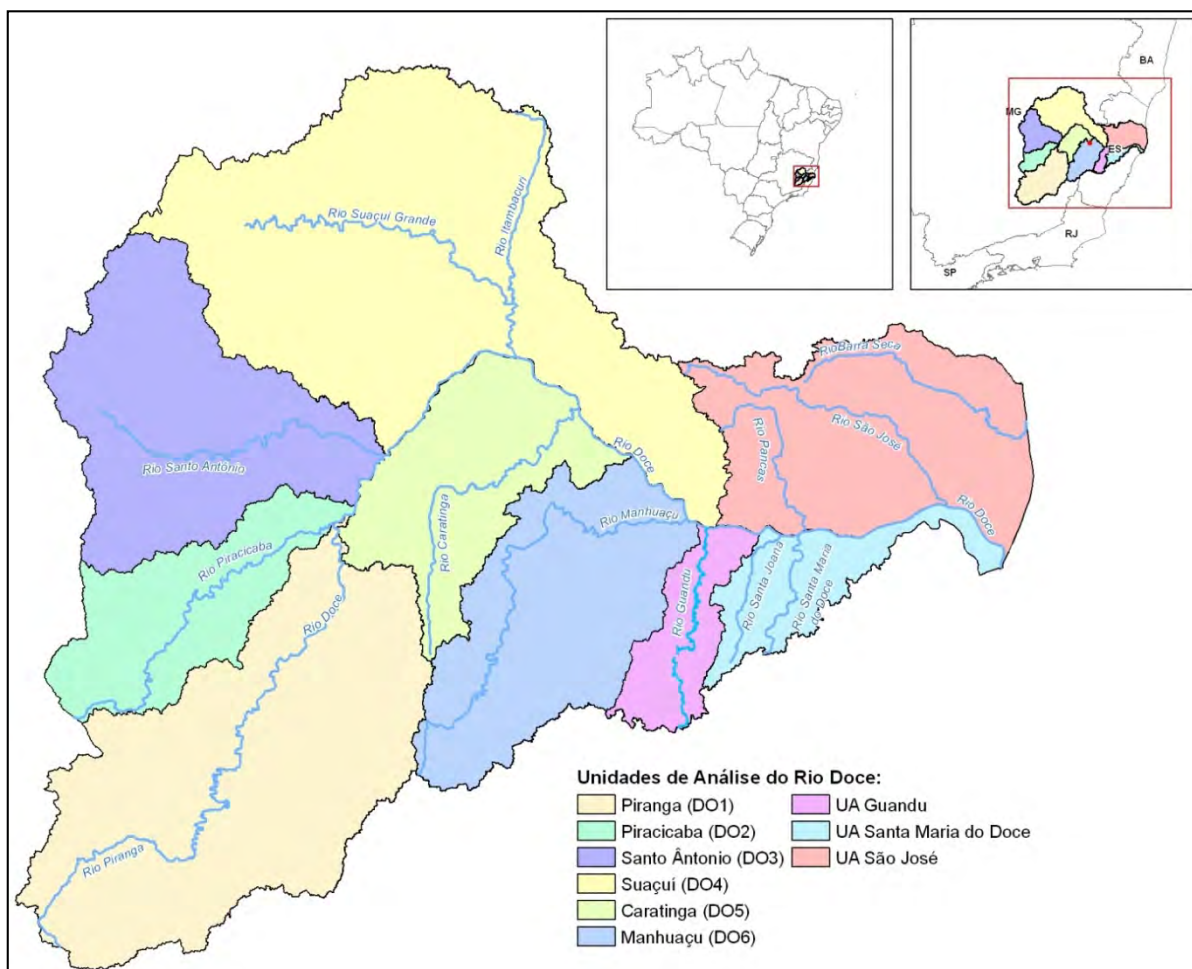 BA
MG
ES
RJ
SP
Rio Itambacuri
Rio Suaçuí Grande
RioBarra Seca
Rio São José
Rio Pancas
Rio Doce
Rio Doce
Rio Santo Antônio
Rio Caratinga
Rio Manhuaçu
Rio Piracicaba
Rio Doce
Rio Guandu
Rio Santa Joana
Rio Santa Maria
do Doce
Rio Piranga
Unidades de Análise do Rio Doce:
Piranga (DO1)
Piracicaba (DO2)
Santo Ântonio (DO3)
Suaçuí (DO4)
Caratinga (DO5)
Manhuaçu (DO6)
UA Guandu
UA Santa Maria do Doce
UA São José